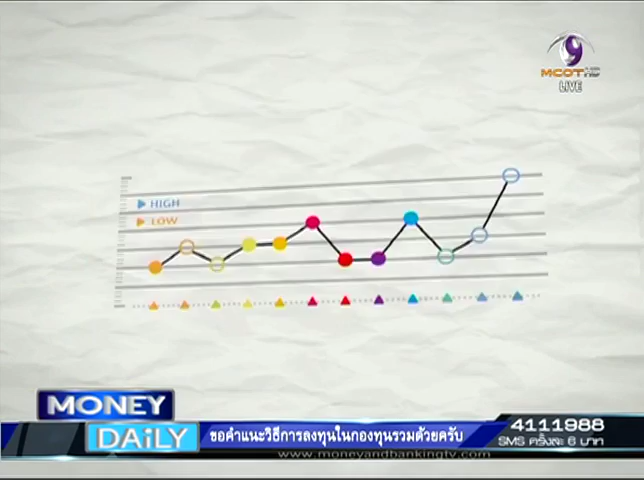 9
MCOT HD
LIVE
HIGH
LOW
MONEY
DAiLY
ขอคำแนะวิธีการลงทุนในกองทุนรวมด้วยครับ
4111988
SMS ครั้งละ 6 บาท
www.moneyandbankingtv.com